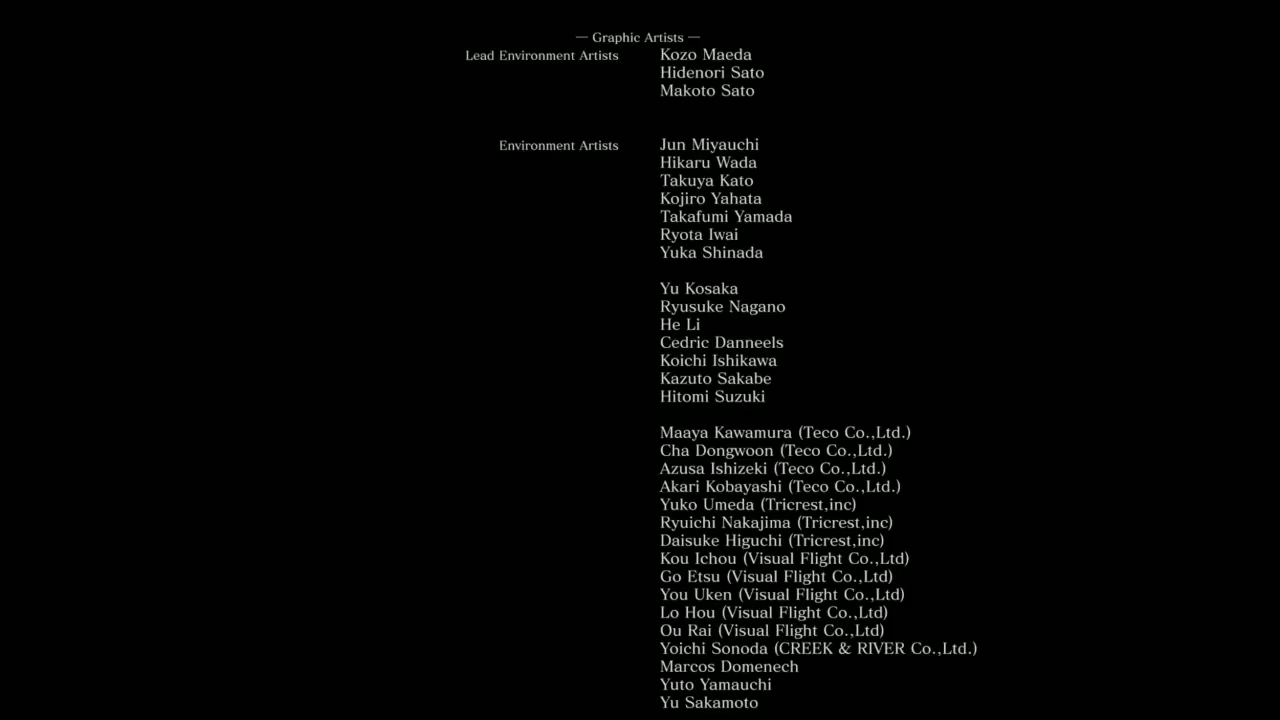 — Graphic Artists —
Lead Environment Artists Kozo Maeda
Hidenori Sato
Makoto Sato
Environment Artists Jun Miyauchi
Hikaru Wada
Takuya Kato
Kojiro Yahata
Takafumi Yamada
Ryota Iwai
Yuka Shinada
Yu Kosaka
Ryusuke Nagano
He Li
Cedric Danneels
Koichi Ishikawa
Kazuto Sakabe
Hitomi Suzuki
Maaya Kawamura (Teco Co.,Ltd.)
Cha Dongwoon (Teco Co.,Ltd.)
Azusa Ishizeki (Teco Co.,Ltd.)
Akari Kobayashi (Teco Co.,Ltd.)
Yuko Umeda (Tricrest,inc)
Ryuichi Nakajima (Tricrest,inc)
Daisuke Higuchi (Tricrest,inc)
Kou Ichou (Visual Flight Co.,Ltd)
Go Etsu (Visual Flight Co.,Ltd)
You Uken (Visual Flight Co.,Ltd)
Lo Hou (Visual Flight Co.,Ltd)
Ou Rai (Visual Flight Co.,Ltd)
Yoichi Sonoda (CREEK & RIVER Co.,Ltd.)
Marcos Domenech
Yuto Yamauchi
Yu Sakamoto